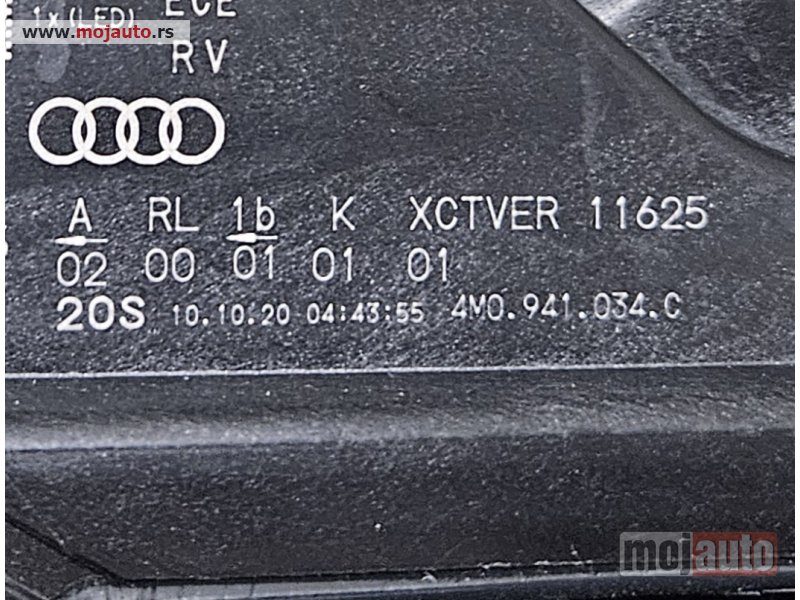 1x(LED) ECE
www.mojauto.rs
RV
A RL 1b K XCTVER 11625
02 00 01 01 01
20S 10.10.20 04:43:55 4M0.941.034.C
mojauto